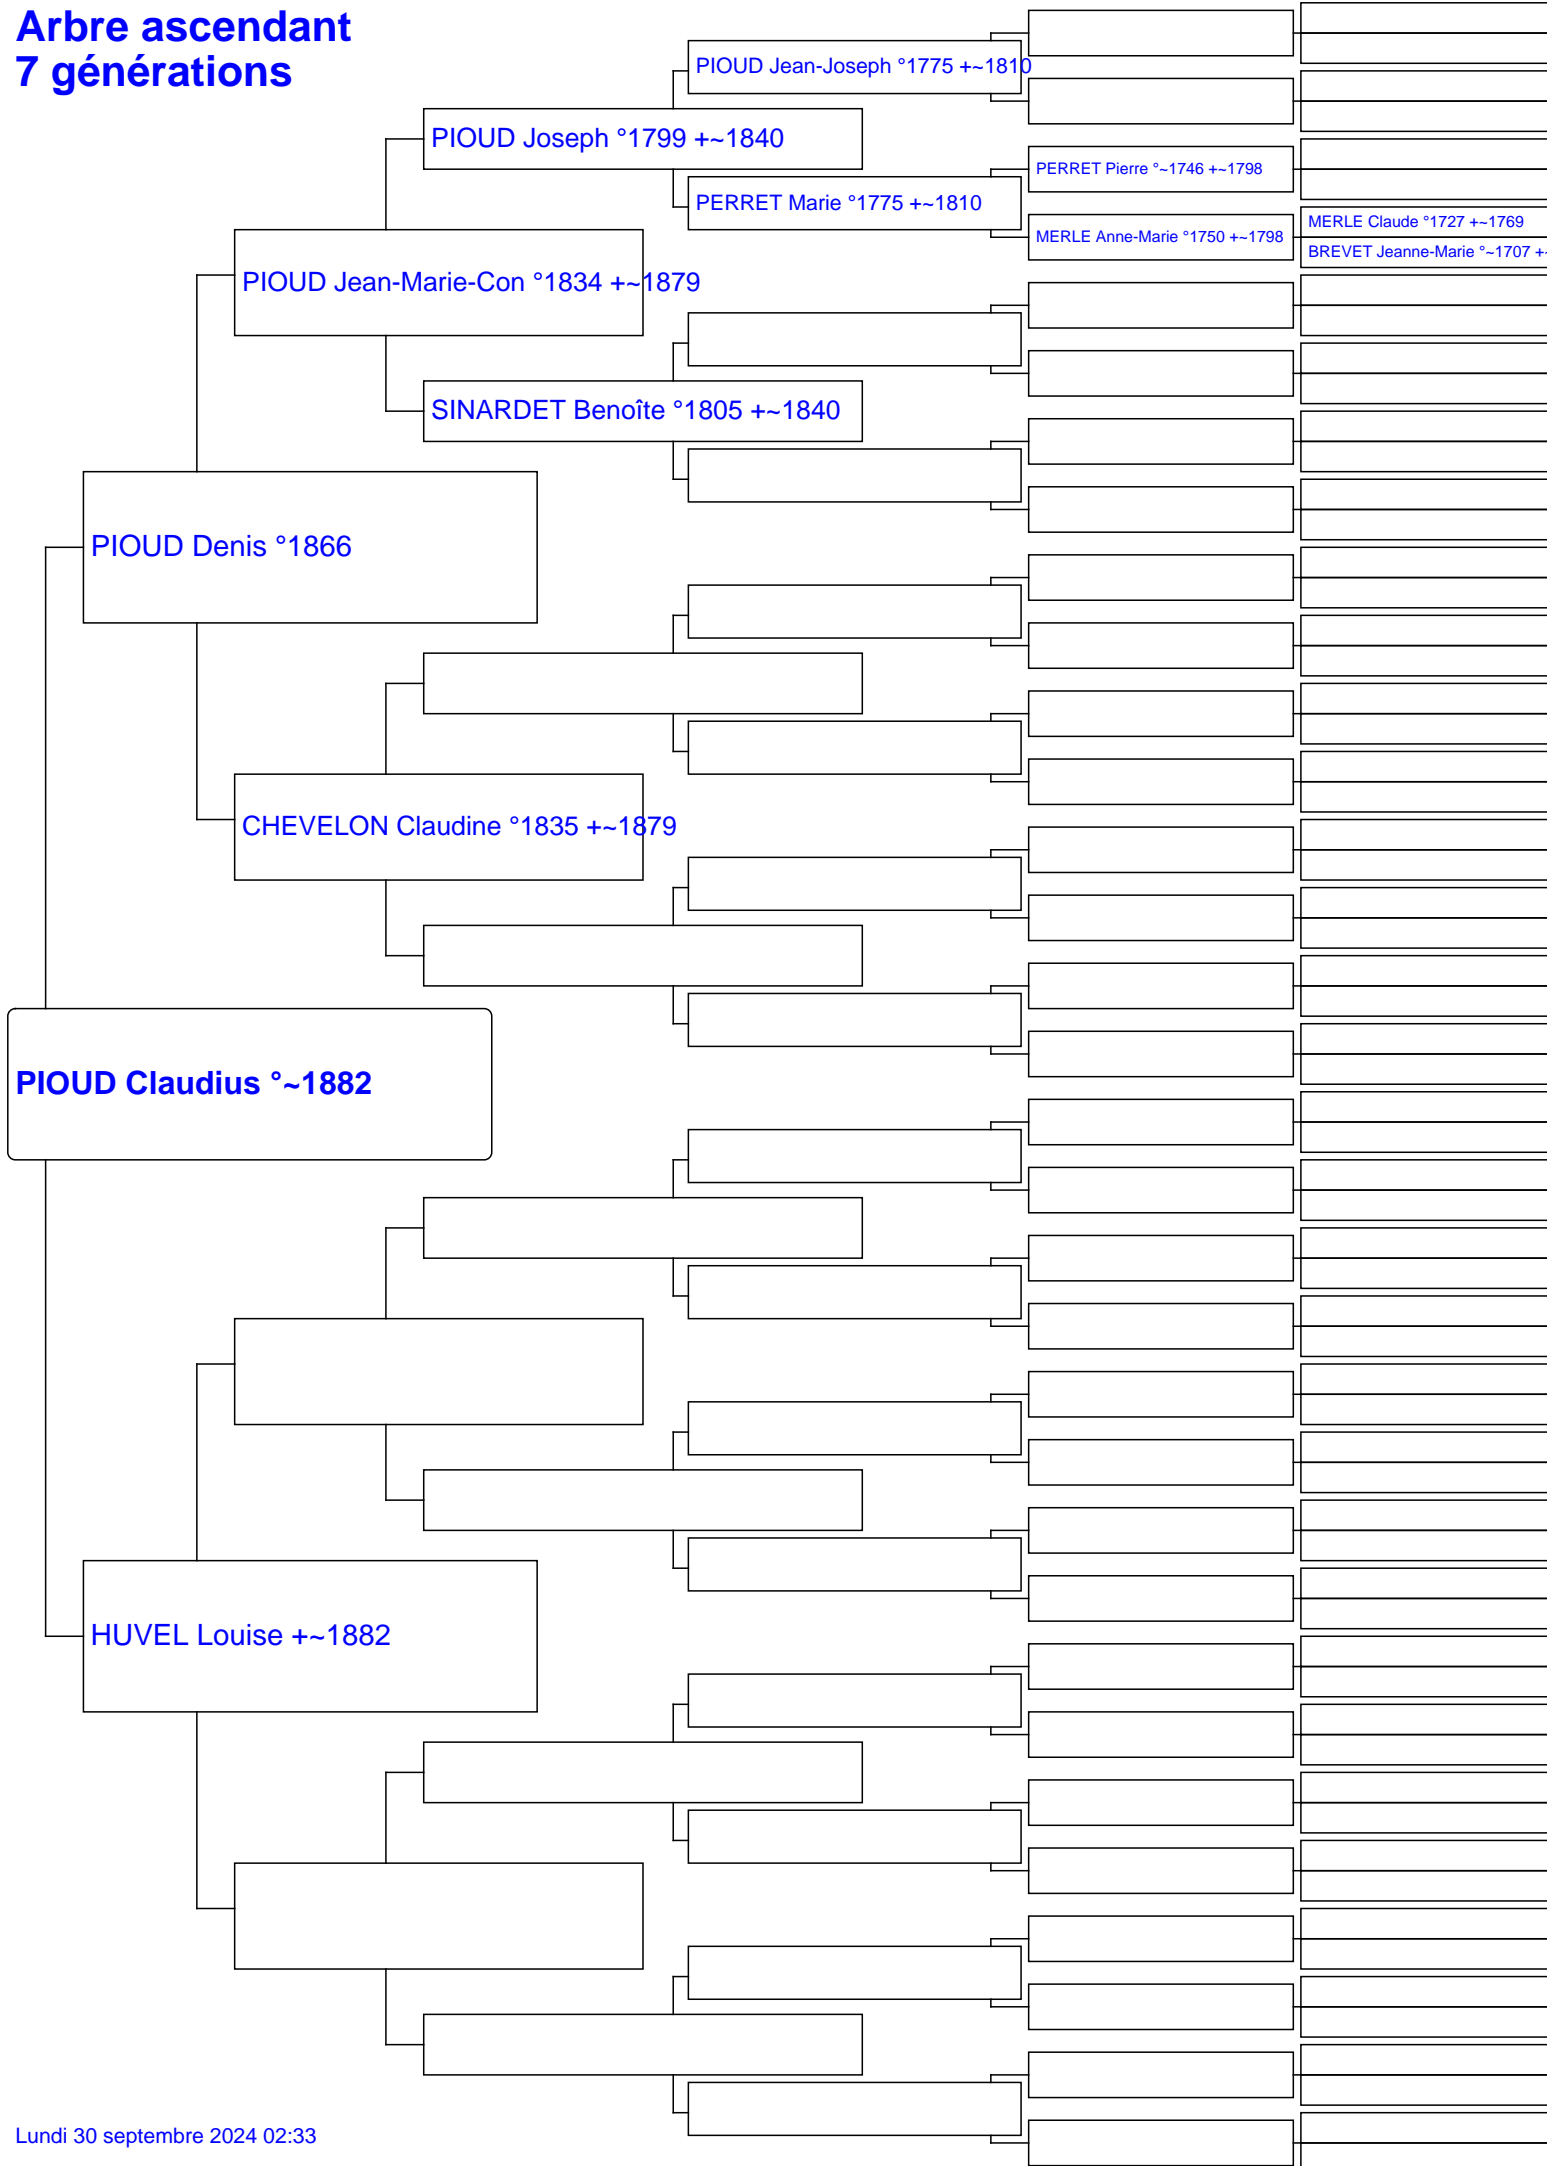 Arbre ascendant
7 générations
PIOUD Jean-Joseph °1775 +~1810
PIOUD Joseph °1799 +~1840
PERRET Pierre °~1746 +~1798
PERRET Marie °1775 +~1810
MERLE Claude °1727 +~1769
MERLE Anne-Marie °1750 +~1798
BREVET Jeanne-Marie °~1707 +~
PIOUD Jean-Marie-Con °1834 +~1879
SINARDET Benoîte °1805 +~1840
PIOUD Denis °1866
CHEVELON Claudine °1835 +~1879
PIOUD Claudius °~1882
HUVEL Louise +~1882
Lundi 30 septembre 2024 02:33